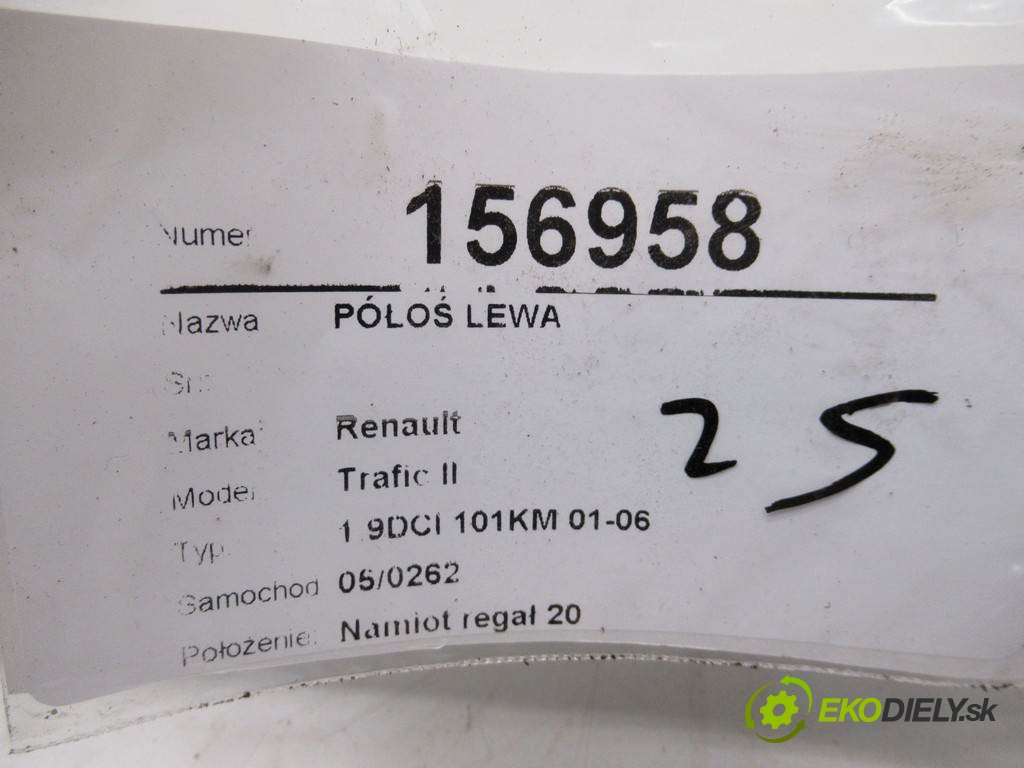 Numer 156958
Nazwa PÓŁOŚ LEWA
Marka Renault
Model Trafic II
Typ 1.9DCI 101KM 01-06
Samochod 05/0262
Położenie: Namiot regał 20
25
EKODIELY.sk